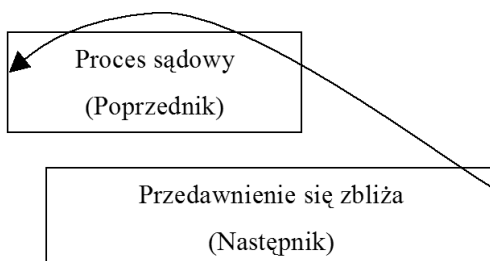 Proces sądowy
(Poprzednik)
Przedawnienie się zbliża
(Następnik)